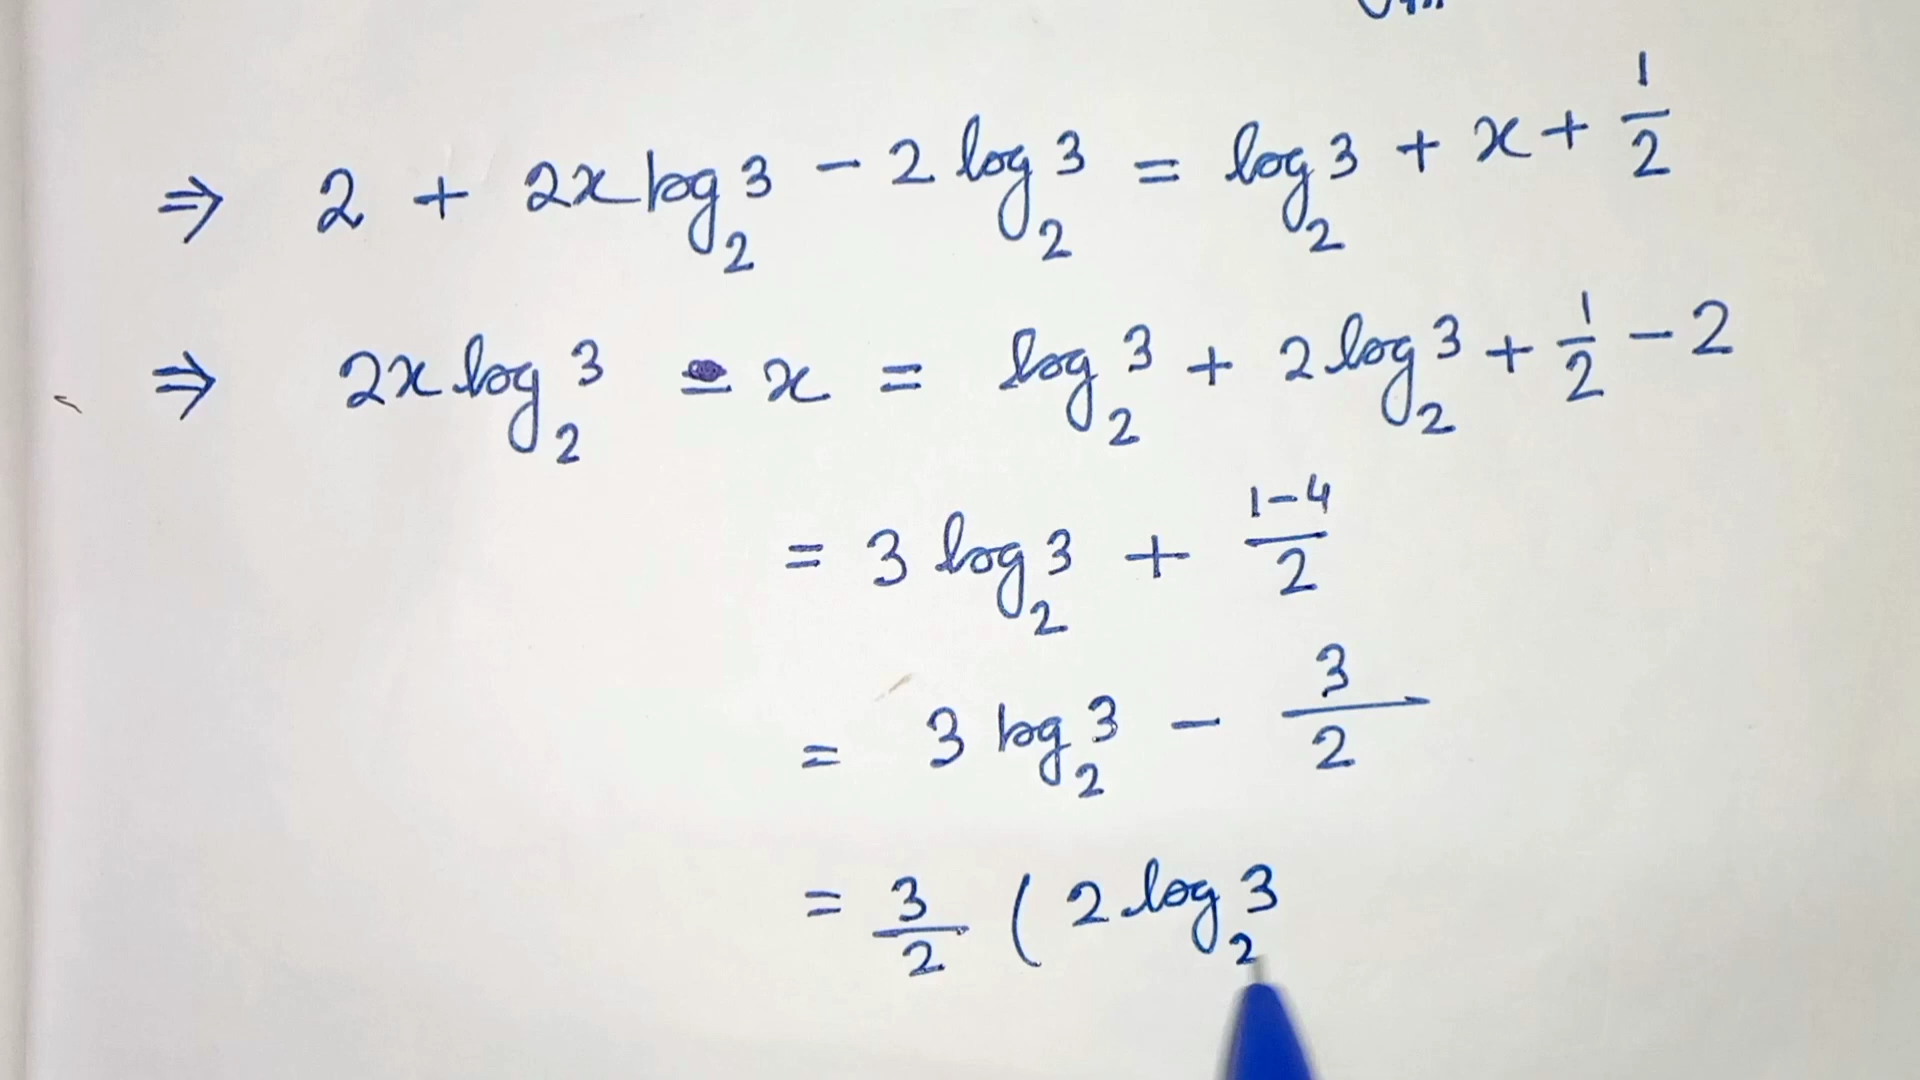 ⇒ 2 + 2x log₂3 − 2 log₂3 = log₂3 + x + 1/2
⇒ 2x log₂3 − x = log₂3 + 2 log₂3 + 1/2 − 2
= 3 log₂3 + (1−4)/2
= 3 log₂3 − 3/2
= 3/2 ( 2 log₂3